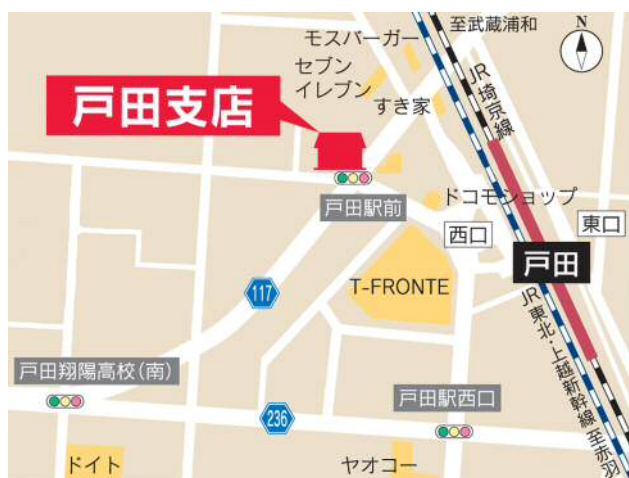 モスバーガー
至武蔵浦和
N
セブン
イレブン
JR埼京線
戸田支店
すき家
ドコモショップ
戸田駅前
西口
東口
戸田
T-FRONTE
117
JR東北・上越新幹線
戸田翔陽高校(南)
戸田駅西口
236
至赤羽
ドイト
ヤオコー